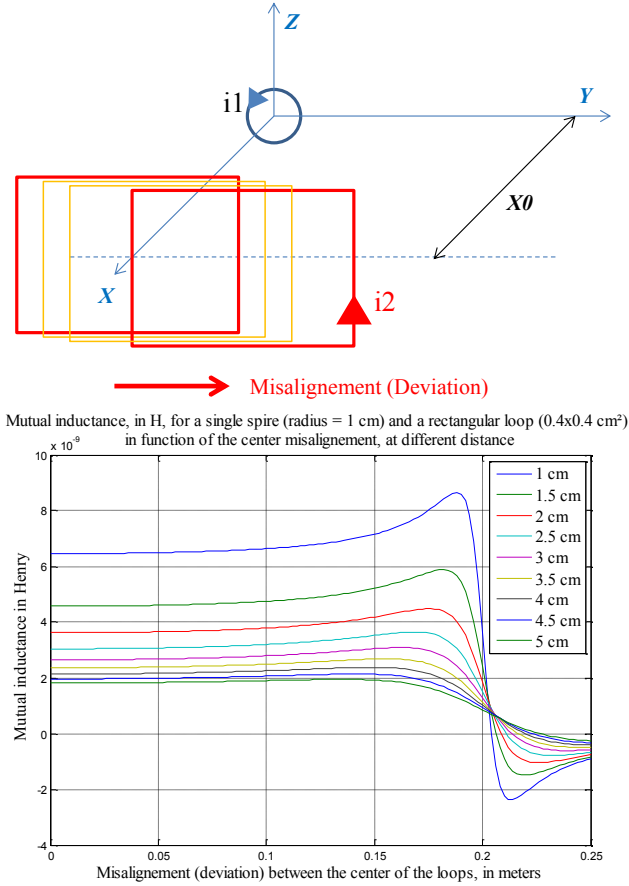 Z
i1
Y
X0
X
i2
Misalignement (Deviation)
Mutual inductance, in H, for a single spire (radius = 1 cm) and a rectangular loop (0.4x0.4 cm²)
in function of the center misalignement, at different distance
x 10⁻⁹
10
8
6
4
2
0
-2
-4
Mutual inductance in Henry
1 cm
1.5 cm
2 cm
2.5 cm
3 cm
3.5 cm
4 cm
4.5 cm
5 cm
0 0.05 0.1 0.15 0.2 0.25
Misalignement (deviation) between the center of the loops, in meters